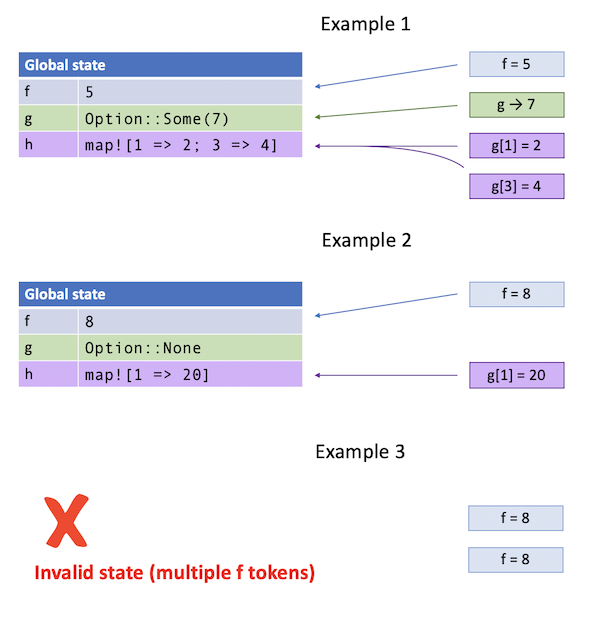 Example 1
Global state
f 5
g Option::Some(7)
h map![1 => 2; 3 => 4]
f = 5
g → 7
g[1] = 2
g[3] = 4
Example 2
Global state
f 8
g Option::None
h map![1 => 20]
f = 8
g[1] = 20
Example 3
X
Invalid state (multiple f tokens)
f = 8
f = 8